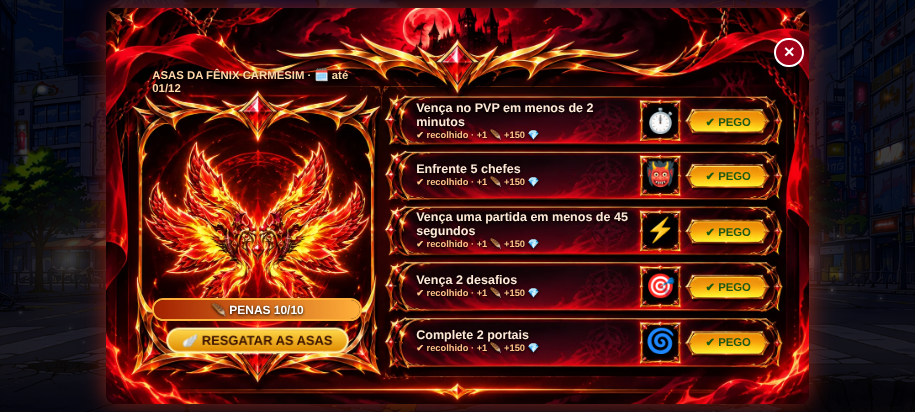 ASAS DA FÊNIX CARMESIM · 🗓️ até
01/12
🪶 PENAS 10/10
🪽 RESGATAR AS ASAS
Vença no PVP em menos de 2
minutos
✔ recolhido · +1 🪶 +150 💎
✔ PEGO
Enfrente 5 chefes
✔ recolhido · +1 🪶 +150 💎
✔ PEGO
Vença uma partida em menos de 45
segundos
✔ recolhido · +1 🪶 +150 💎
✔ PEGO
Vença 2 desafios
✔ recolhido · +1 🪶 +150 💎
✔ PEGO
Complete 2 portais
✔ recolhido · +1 🪶 +150 💎
✔ PEGO